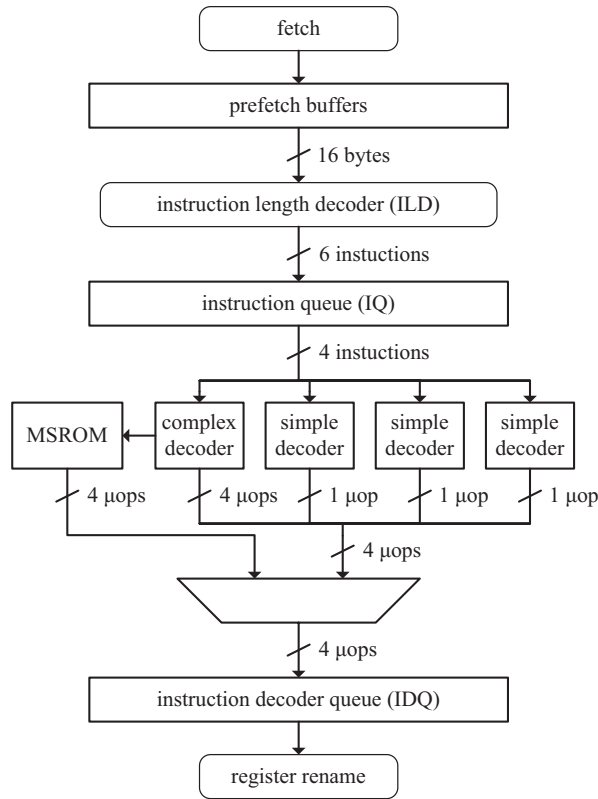 fetch
prefetch buffers
16 bytes
instruction length decoder (ILD)
6 instuctions
instruction queue (IQ)
4 instuctions
MSROM
complex
decoder
simple
decoder
simple
decoder
simple
decoder
4 μops
4 μops
1 μop
1 μop
1 μop
4 μops
4 μops
instruction decoder queue (IDQ)
register rename